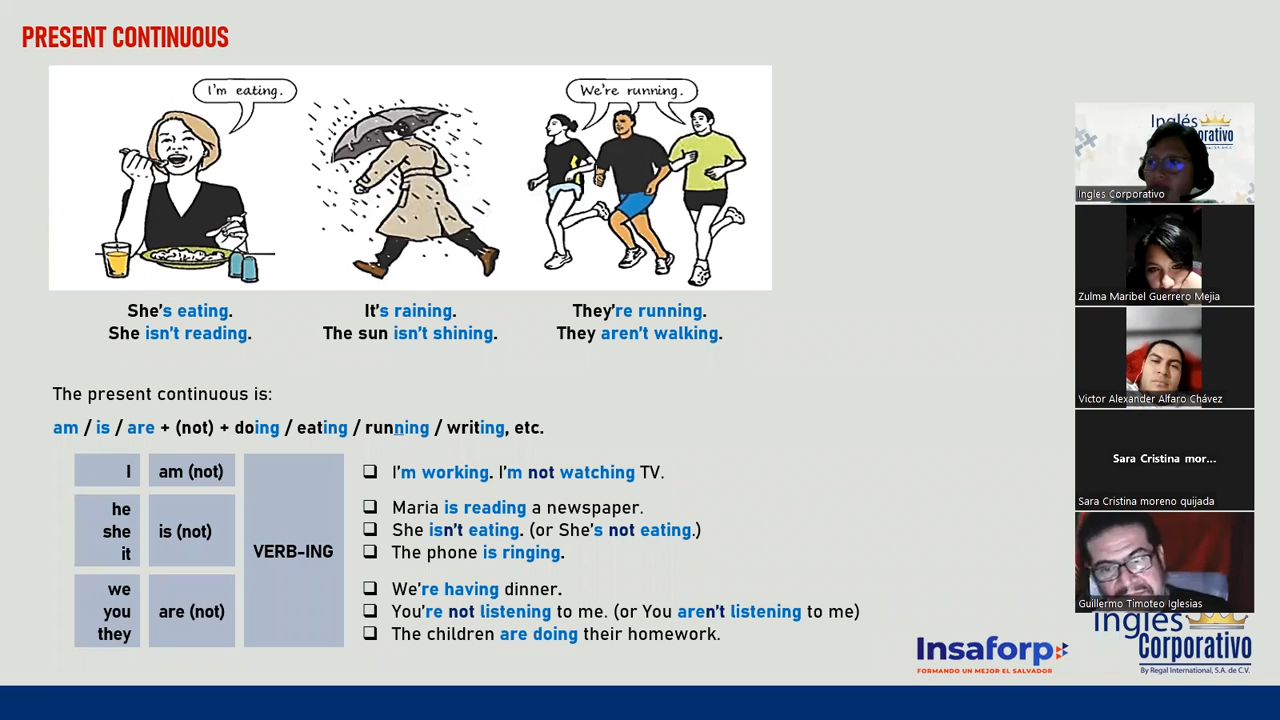 PRESENT CONTINUOUS
I'm eating.
We're running.
She's eating.
She isn't reading.
It's raining.
The sun isn't shining.
They're running.
They aren't walking.
The present continuous is:
am / is / are + (not) + doing / eating / running / writing, etc.
I
am (not)
he
she
it
is (not)
we
you
they
are (not)
VERB-ING
I'm working. I'm not watching TV.
Maria is reading a newspaper.
She isn't eating. (or She's not eating.)
The phone is ringing.
We're having dinner.
You're not listening to me. (or You aren't listening to me)
The children are doing their homework.
Inglés
Corporativo
Ingles Corporativo
Zulma Maribel Guerrero Mejia
Victor Alexander Alfaro Chávez
Sara Cristina mor...
Sara Cristina moreno quijada
Guillermo Timoteo Iglesias
Insaforp
FORMANDO UN MEJOR EL SALVADOR
Inglés
Corporativo
By Regal International, S.A. de C.V.